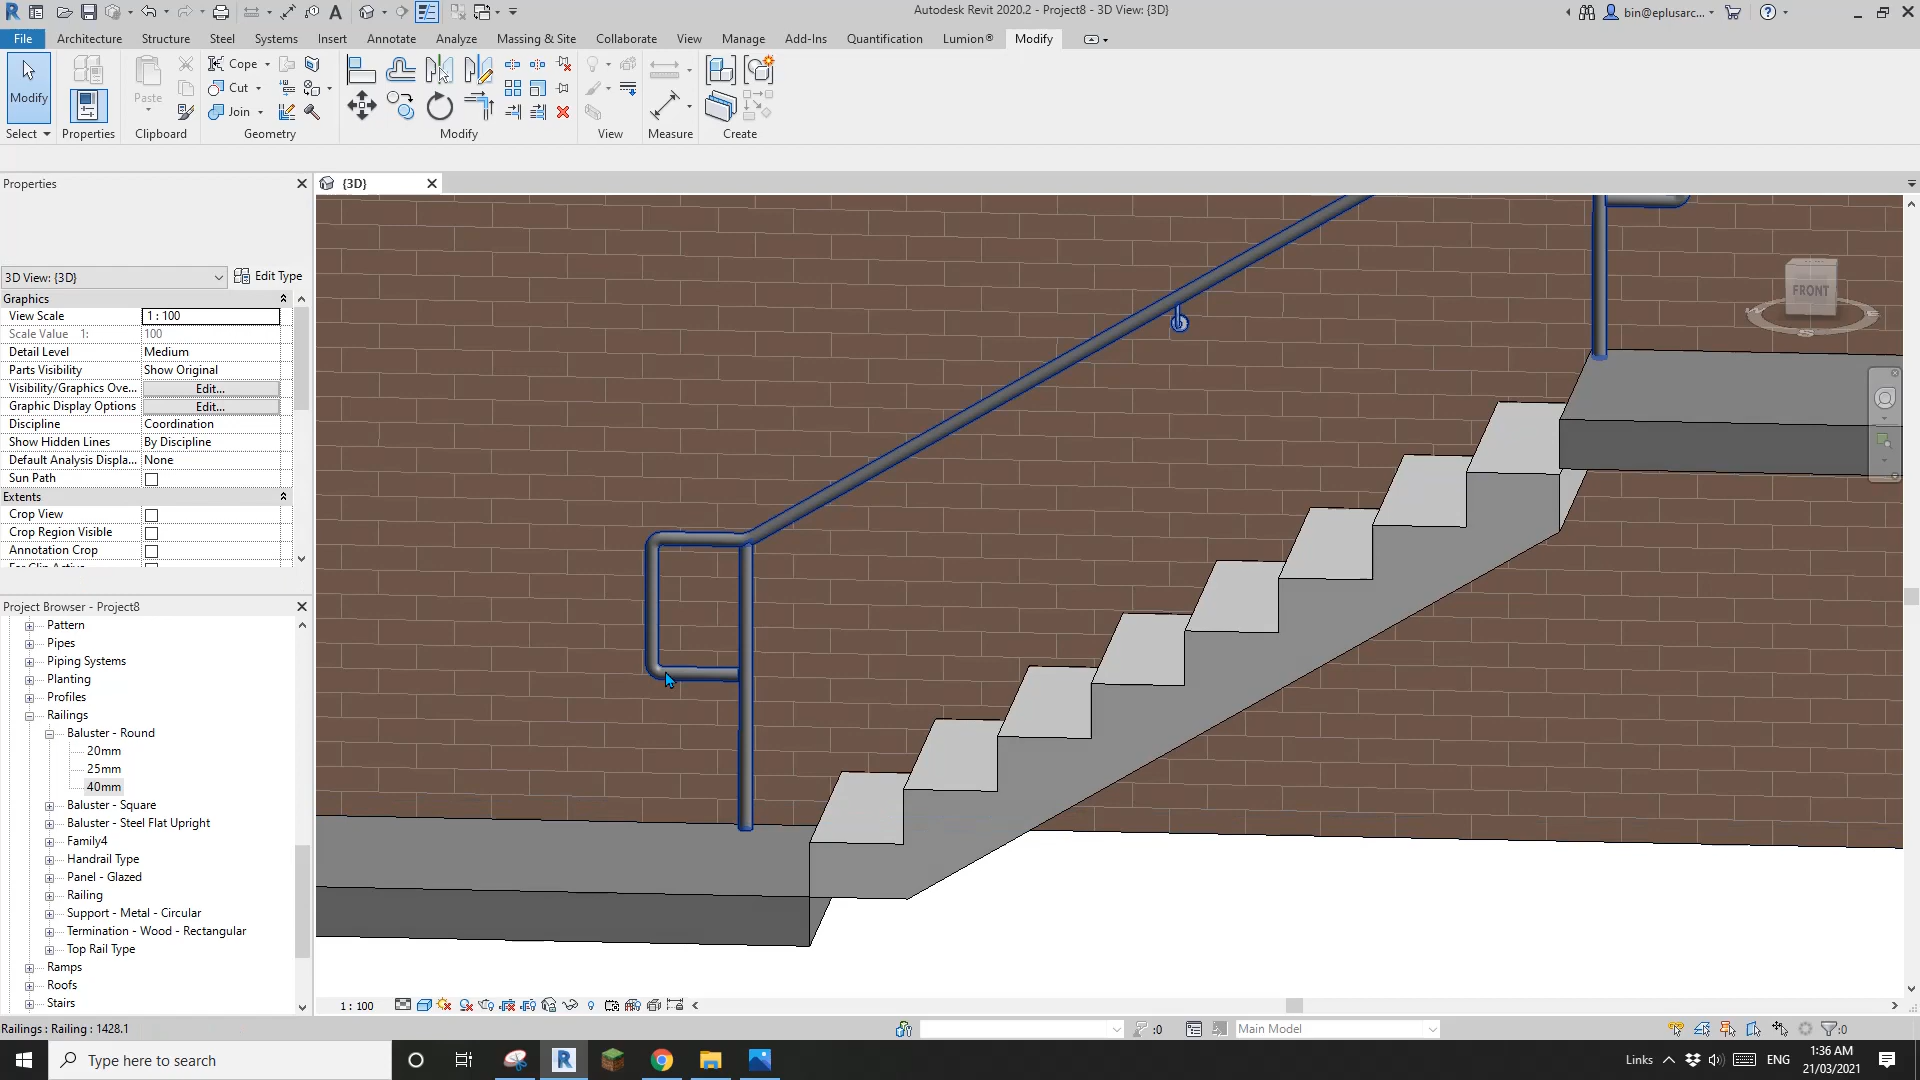 Autodesk Revit 2020.2 - Project8 - 3D View: {3D}
bin@eplusarc...
File Architecture Structure Steel Systems Insert Annotate Analyze Massing & Site Collaborate View Manage Add-Ins Quantification Lumion® Modify
Modify
Paste
Cope
Cut
Join
Select Properties Clipboard Geometry Modify View Measure Create
Properties
{3D}
3D View: {3D}
Edit Type
Graphics
View Scale 1 : 100
Scale Value 1: 100
Detail Level Medium
Parts Visibility Show Original
Visibility/Graphics Ove... Edit...
Graphic Display Options Edit...
Discipline Coordination
Show Hidden Lines By Discipline
Default Analysis Displa... None
Sun Path
Extents
Crop View
Crop Region Visible
Annotation Crop
FRONT
Project Browser - Project8
Pattern
Pipes
Piping Systems
Planting
Profiles
Railings
Baluster - Round
20mm
25mm
40mm
Baluster - Square
Baluster - Steel Flat Upright
Family4
Handrail Type
Panel - Glazed
Railing
Support - Metal - Circular
Termination - Wood - Rectangular
Top Rail Type
Ramps
Roofs
Stairs
1 : 100
Railings : Railing : 1428.1
:0
Main Model
:0
Type here to search
Links
ENG
1:36 AM
21/03/2021